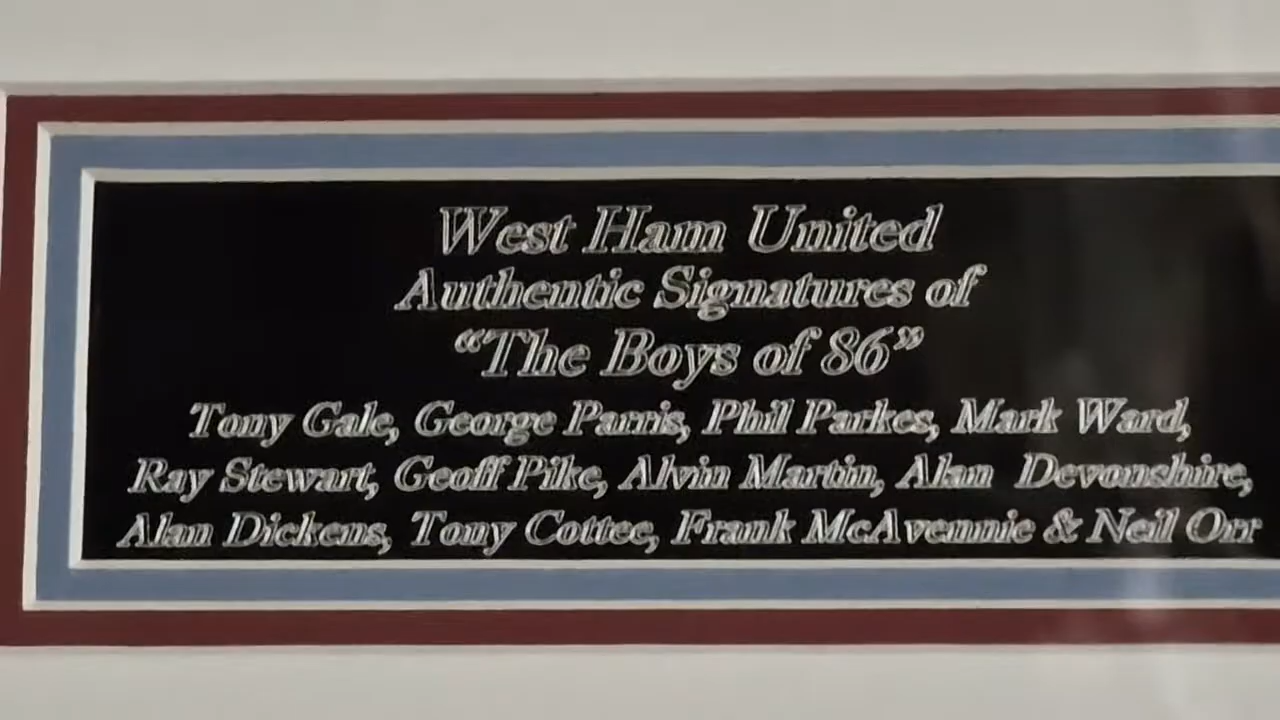 West Ham United
Authentic Signatures of
“The Boys of 86”
Tony Gale, George Parris, Phil Parkes, Mark Ward,
Ray Stewart, Geoff Pike, Alvin Martin, Alan Devonshire,
Alan Dickens, Tony Cottee, Frank McAvennie & Neil Orr